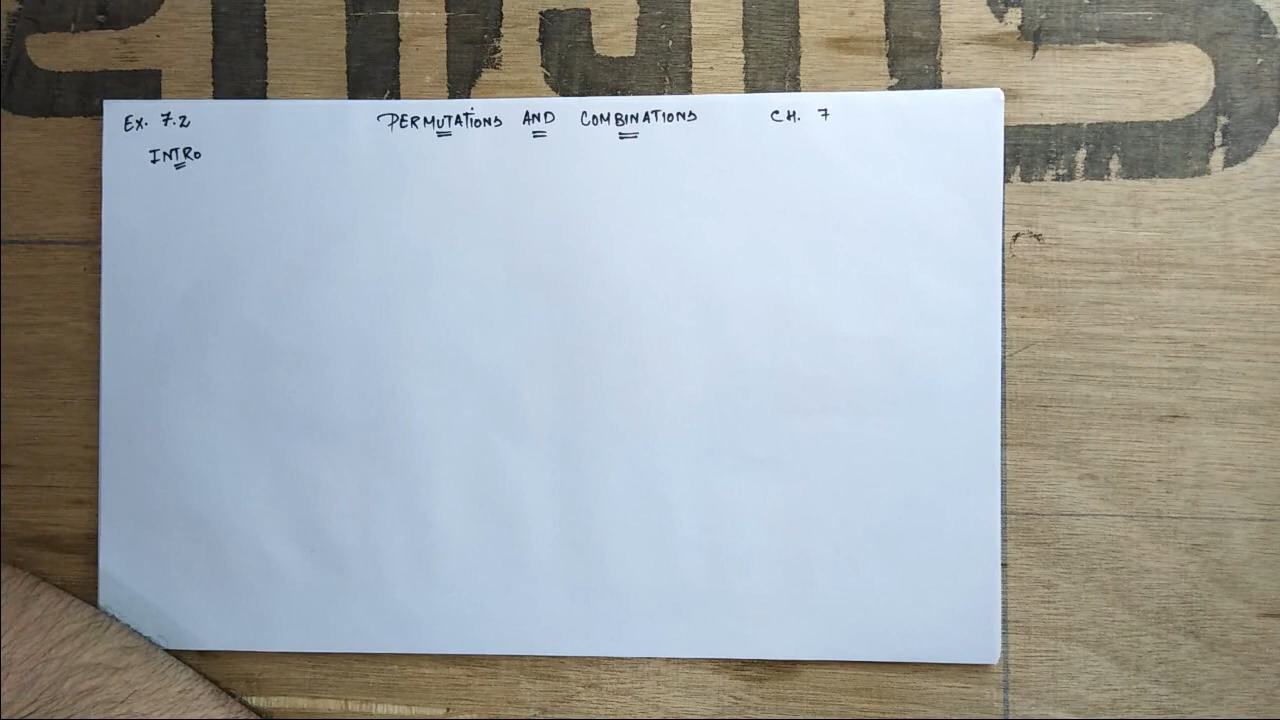 Ex. 7.2 PERMUTATIONS AND COMBINATIONS CH. 7
INTRO